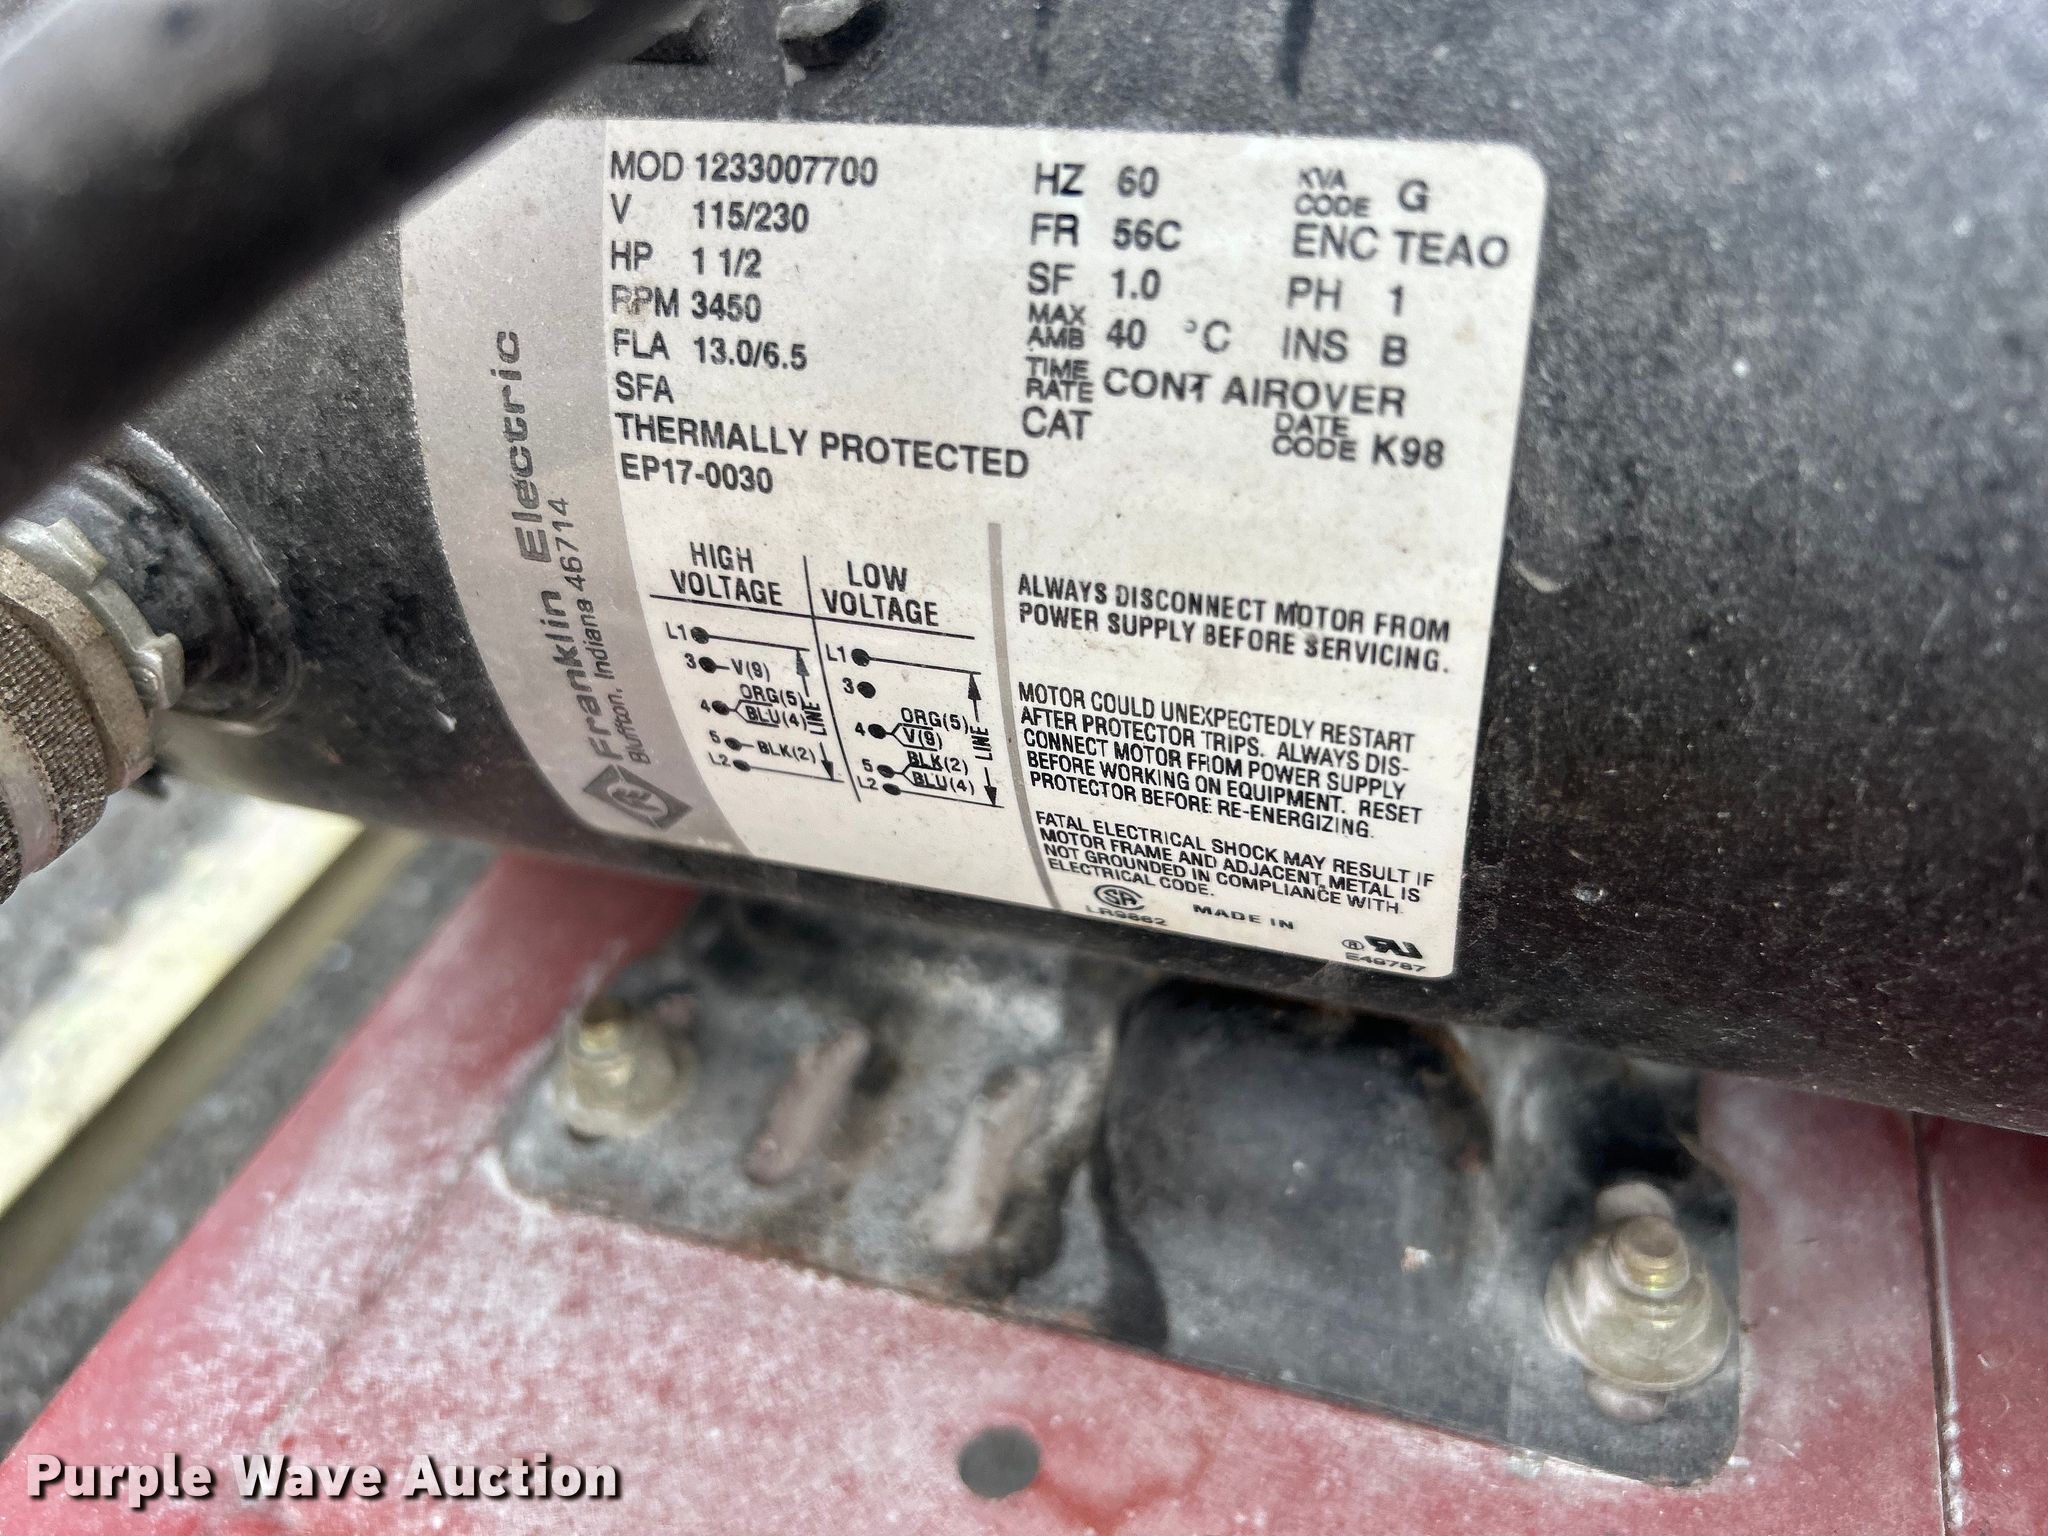 MOD 1233007700
V 115/230
HP 1 1/2
RPM 3450
FLA 13.0/6.5
SFA
THERMALLY PROTECTED
EP17-0030
HZ 60
FR 56C
SF 1.0
MAX AMB 40 °C
TIME RATE CONT AIROVER
CAT
KVA CODE G
ENC TEAO
PH 1
INS B
DATE CODE K98
Franklin Electric
Bluffton, Indiana 46714
FE
HIGH VOLTAGE
L1
3 V(9)
4 ORG(5)
BLU(4)
5 BLK(2)
L2
LINE
LOW VOLTAGE
L1
3
4 ORG(5)
V(9)
5 BLK(2)
BLU(4)
L2
LINE
ALWAYS DISCONNECT MOTOR FROM
POWER SUPPLY BEFORE SERVICING.
MOTOR COULD UNEXPECTEDLY RESTART
AFTER PROTECTOR TRIPS. ALWAYS DIS-
CONNECT MOTOR FROM POWER SUPPLY
BEFORE WORKING ON EQUIPMENT. RESET
PROTECTOR BEFORE RE-ENERGIZING.
FATAL ELECTRICAL SHOCK MAY RESULT IF
MOTOR FRAME AND ADJACENT METAL IS
NOT GROUNDED IN COMPLIANCE WITH
ELECTRICAL CODE.
SA
LR9862
MADE IN
® UR
E49787
Purple Wave Auction